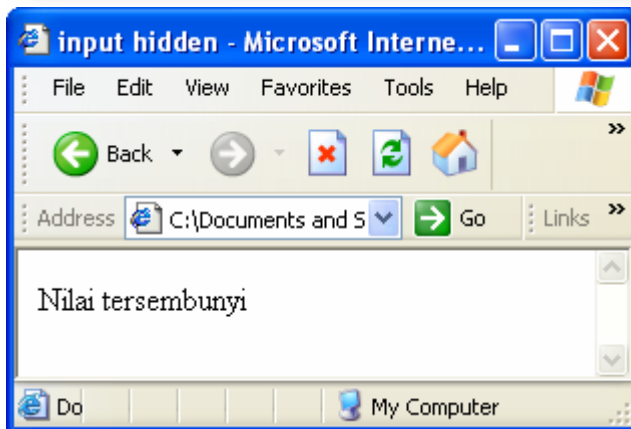 input hidden - Microsoft Interne...
File Edit View Favorites Tools Help
Back
Address C:\Documents and S Go Links
Nilai tersembunyi
Do My Computer